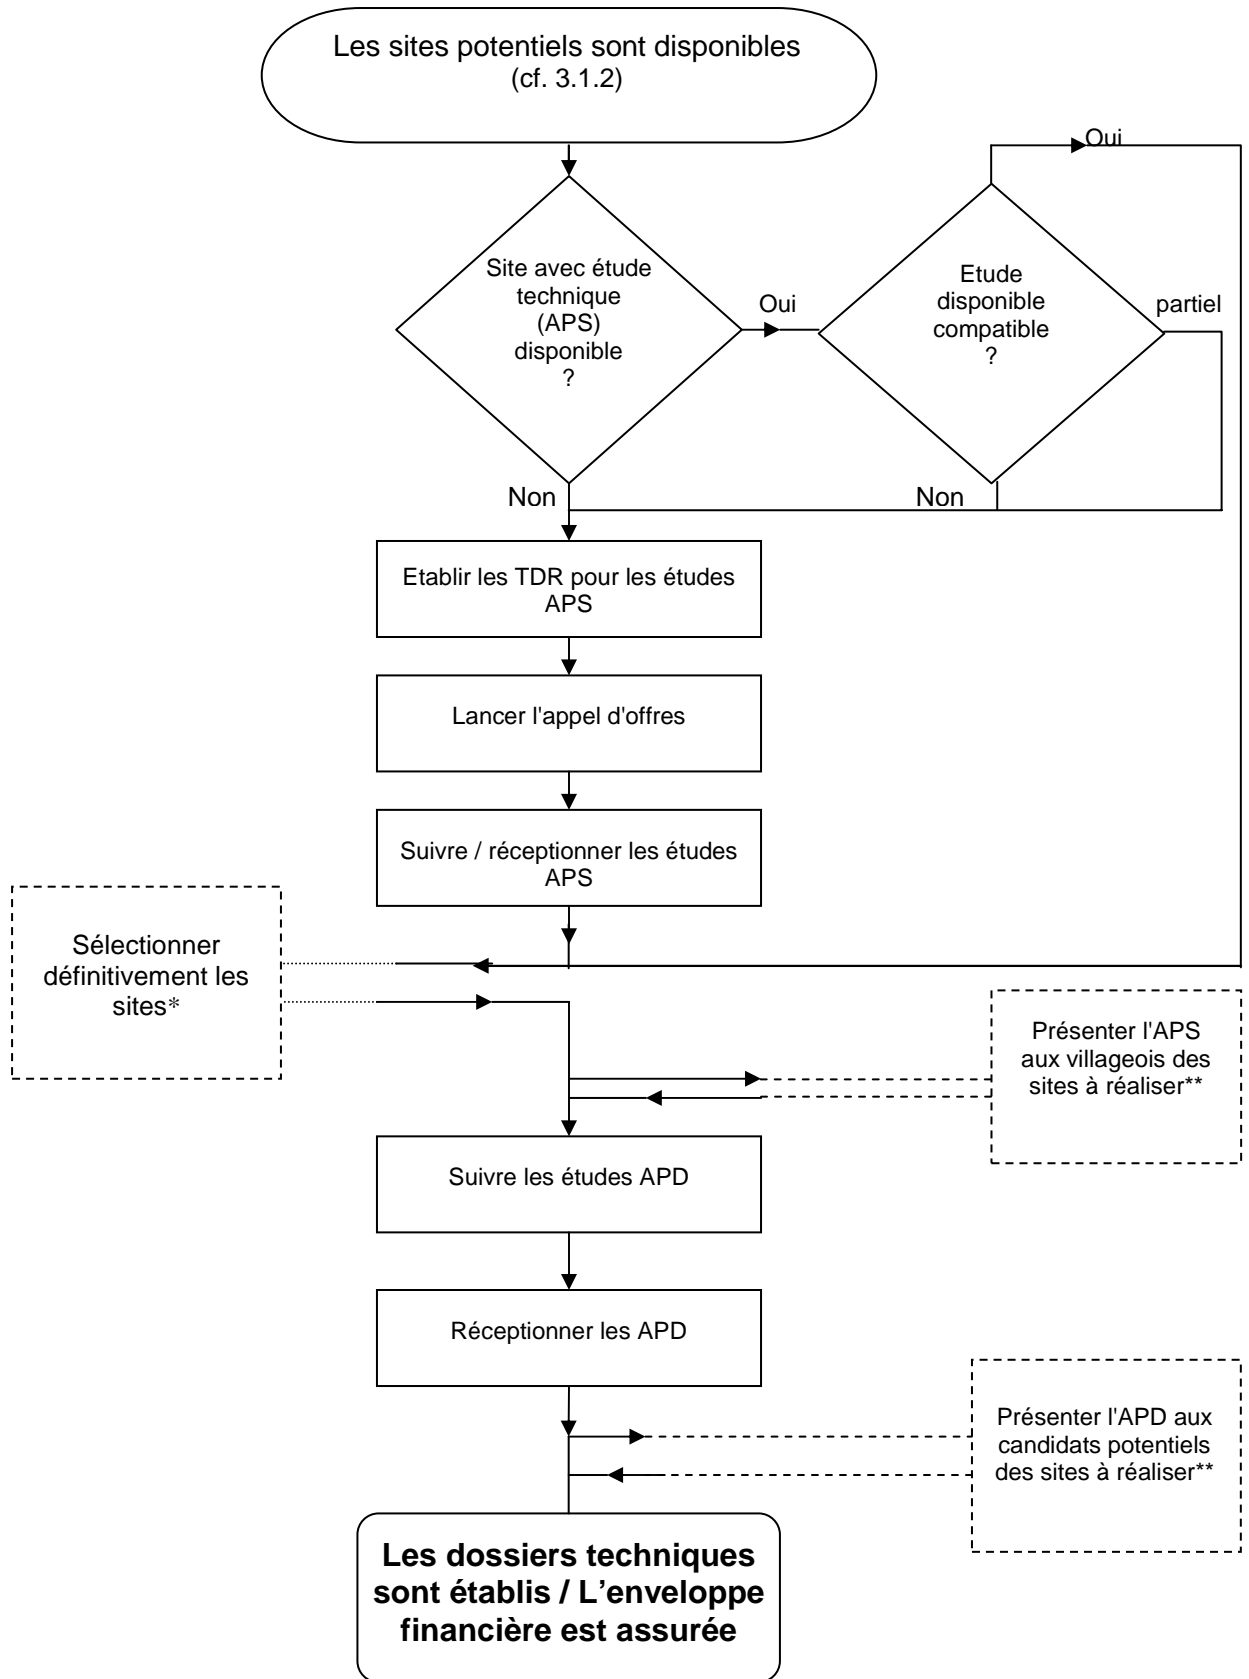 Les sites potentiels sont disponibles
(cf. 3.1.2)
Oui
Site avec étude
technique
(APS)
disponible
?
Oui
Etude
disponible
compatible
?
partiel
Non
Non
Etablir les TDR pour les études
APS
Lancer l'appel d'offres
Suivre / réceptionner les études
APS
Sélectionner
définitivement les
sites*
Présenter l'APS
aux villageois des
sites à réaliser**
Suivre les études APD
Réceptionner les APD
Présenter l'APD aux
candidats potentiels
des sites à réaliser**
Les dossiers techniques
sont établis / L’enveloppe
financière est assurée